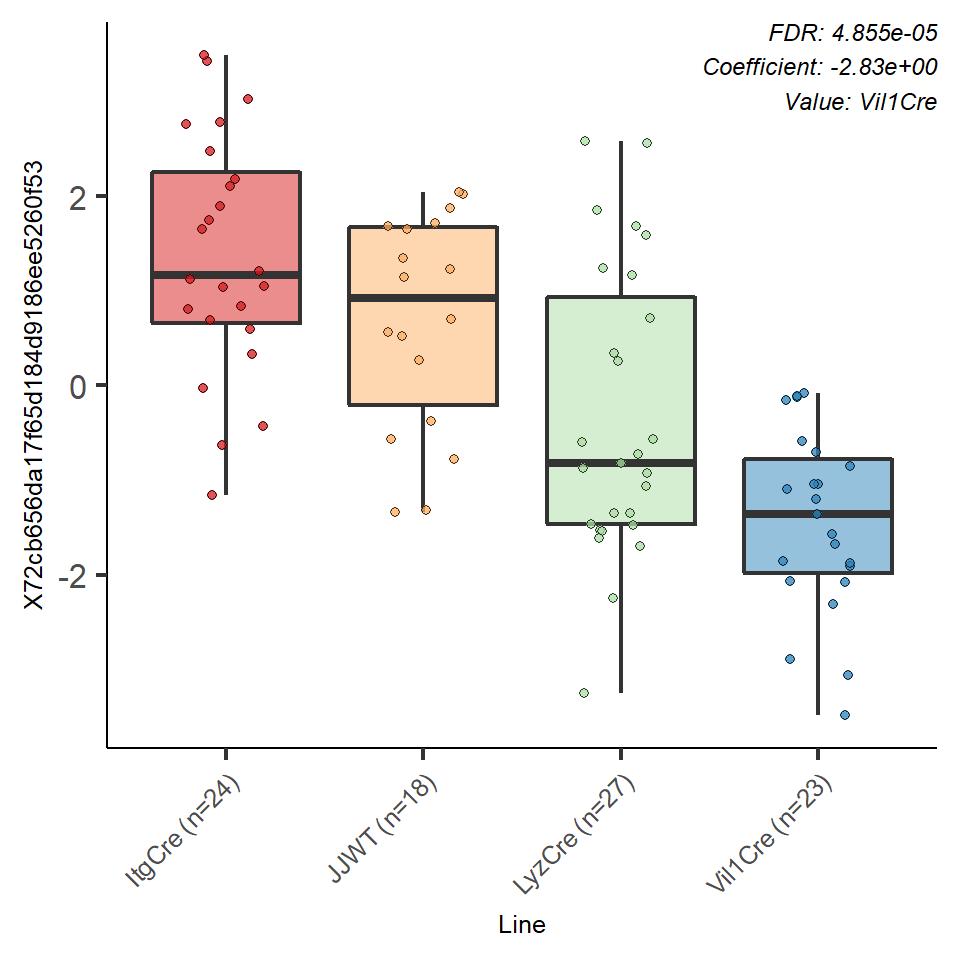 FDR: 4.855e-05
Coefficient: -2.83e+00
Value: Vil1Cre
X72cb656da17f65d184d9186ee5260f53
2
0
-2
ItgCre (n=24)
JJWT (n=18)
LyzCre (n=27)
Vil1Cre (n=23)
Line